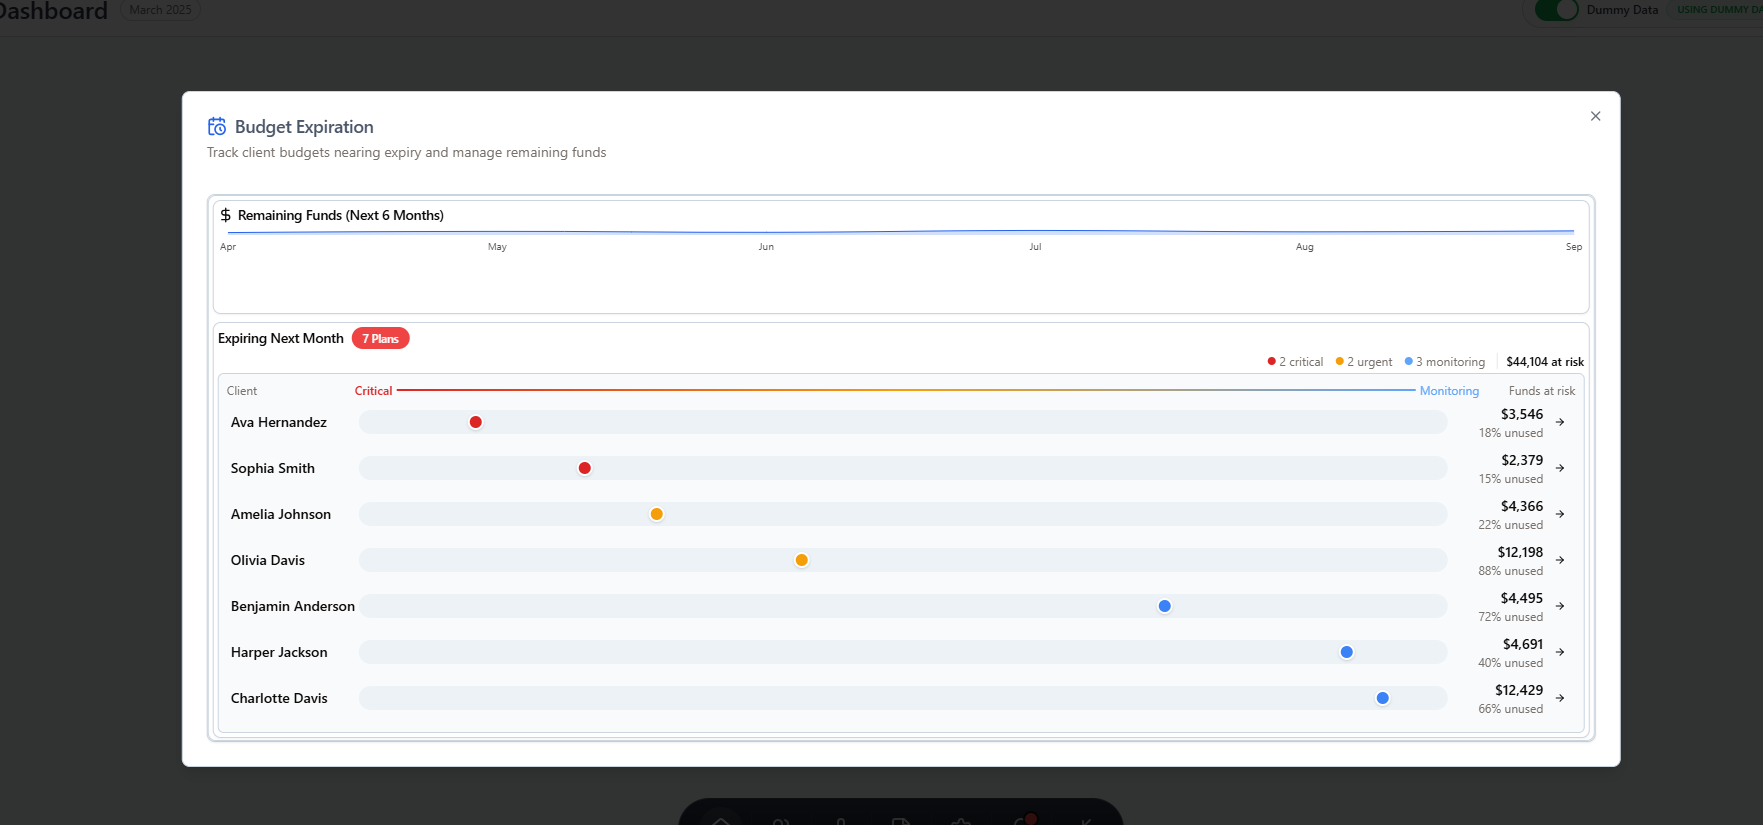 Dashboard March 2025 Dummy Data USING DUMMY
Budget Expiration
Track client budgets nearing expiry and manage remaining funds
$ Remaining Funds (Next 6 Months)
Apr May Jun Jul Aug Sep
Expiring Next Month 7 Plans
2 critical 2 urgent 3 monitoring $44,104 at risk
Client Critical Monitoring Funds at risk
Ava Hernandez $3,546
18% unused
Sophia Smith $2,379
15% unused
Amelia Johnson $4,366
22% unused
Olivia Davis $12,198
88% unused
Benjamin Anderson $4,495
72% unused
Harper Jackson $4,691
40% unused
Charlotte Davis $12,429
66% unused